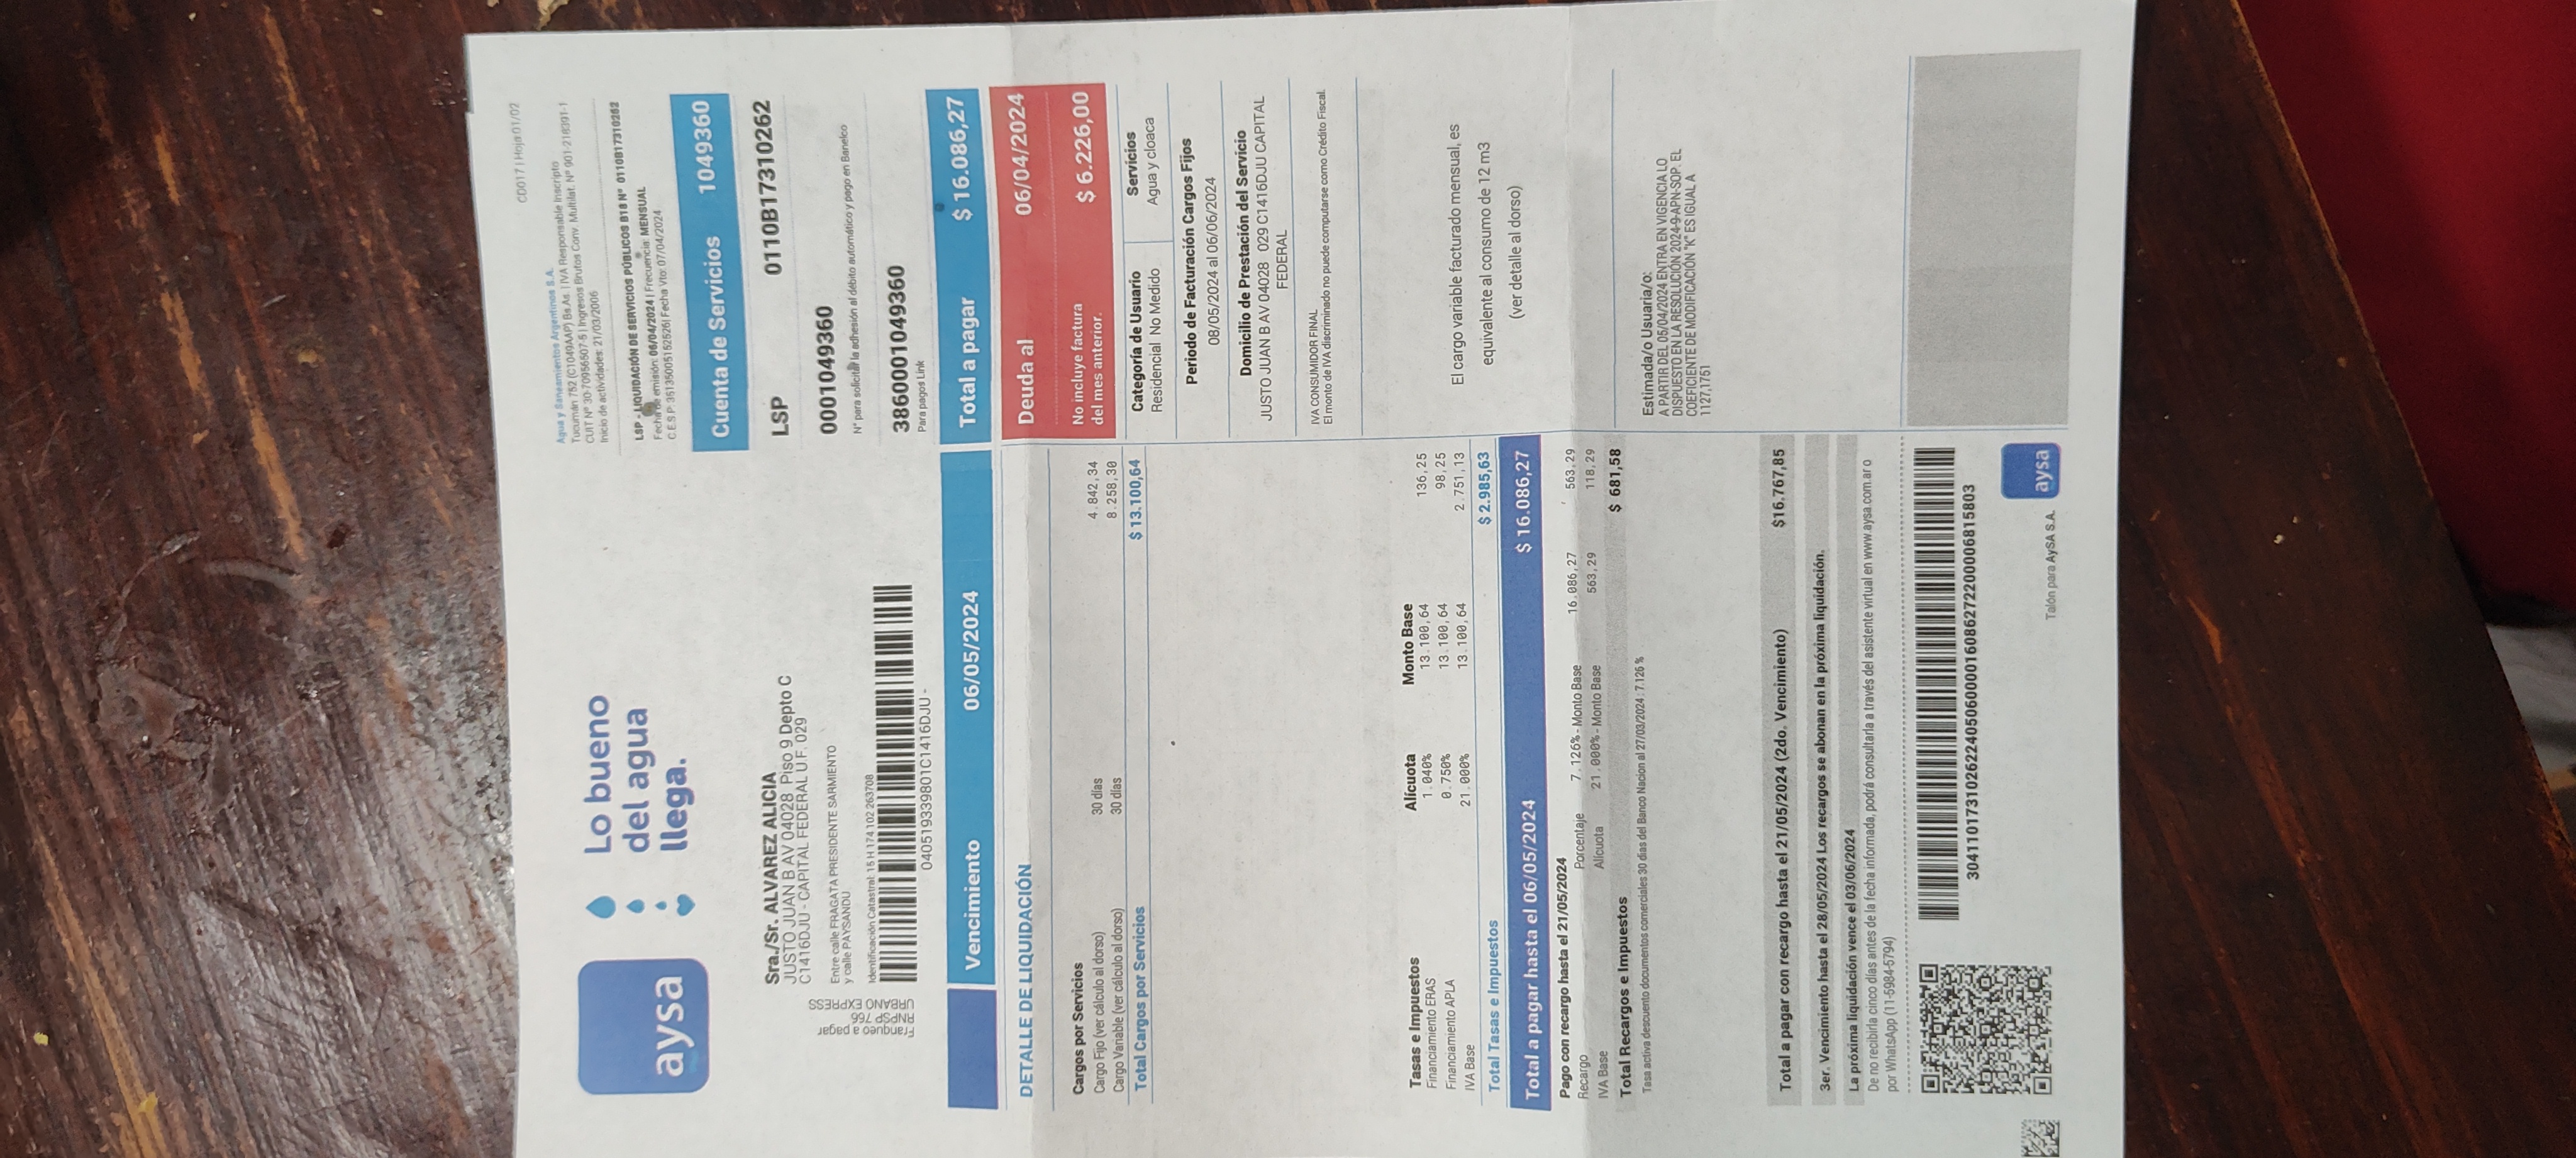 CD017 | Hoja 01/02
aysa
Lo bueno
del agua
llega.
Agua y Saneamientos Argentinos S.A.
Tucumán 752 (C1049AAP) Bs.As. | IVA Responsable Inscripto
CUIT Nº 30-70956507-5 | Ingresos Brutos Conv. Multilat. Nº 901-218391-1
Inicio de actividades: 21/03/2006
LSP - LIQUIDACIÓN DE SERVICIOS PÚBLICOS B18 Nº 0110B17310262
Fecha de emisión: 06/04/2024 | Frecuencia: MENSUAL
C.E.S.P: 36135005152526| Fecha Vto: 07/04/2024
Cuenta de Servicios 1049360
Sra./Sr. ALVAREZ ALICIA
JUSTO JUAN B AV 04028 Piso 9 Depto C
C1416DJU - CAPITAL FEDERAL U.F. 029
Franqueo a pagar
RNPSP 766
URBANO EXPRESS
Entre calle FRAGATA PRESIDENTE SARMIENTO
y calle PAYSANDU
Identificación Catastral: 15 H 174 102 263708
040519339801C1416DJU -
LSP 0110B17310262
0001049360
Nº para solicitar la adhesión al débito automático y pago en Banelco
3860001049360
Para pagos Link
Vencimiento 06/05/2024
Total a pagar $ 16.086,27
DETALLE DE LIQUIDACIÓN
Cargos por Servicios
Cargo Fijo (ver cálculo al dorso) 30 días 4.842,34
Cargo Variable (ver cálculo al dorso) 30 días 8.258,30
Total Cargos por Servicios $ 13.100,64
Tasas e Impuestos Alícuota Monto Base
Financiamiento ERAS 1.040% 13.100,64 136,25
Financiamiento APLA 0.750% 13.100,64 98,25
IVA Base 21.000% 13.100,64 2.751,13
Total Tasas e Impuestos $ 2.985,63
Total a pagar hasta el 06/05/2024 $ 16.086,27
Pago con recargo hasta el 21/05/2024
Recargo Porcentaje 7.126% - Monto Base 16.086,27 563,29
IVA Base Alícuota 21.000% - Monto Base 563,29 118,29
Total Recargos e Impuestos $ 681,58
Tasa activa descuento documentos comerciales 30 días del Banco Nacion al 27/03/2024 : 7,126 %
Total a pagar con recargo hasta el 21/05/2024 (2do. Vencimiento) $16.767,85
3er. Vencimiento hasta el 28/05/2024 Los recargos se abonan en la próxima liquidación.
La próxima liquidación vence el 03/06/2024
De no recibirla cinco días antes de la fecha informada, podrá consultarla a través del asistente virtual en www.aysa.com.ar o
por WhatsApp (11-5984-5794)
Deuda al 06/04/2024
No incluye factura
del mes anterior. $ 6.226,00
Categoría de Usuario Servicios
Residencial No Medido Agua y cloaca
Periodo de Facturación Cargos Fijos
08/05/2024 al 06/06/2024
Domicilio de Prestación del Servicio
JUSTO JUAN B AV 04028 029 C1416DJU CAPITAL
FEDERAL
IVA CONSUMIDOR FINAL
El monto de IVA discriminado no puede computarse como Crédito Fiscal.
El cargo variable facturado mensual, es
equivalente al consumo de 12 m3
(ver detalle al dorso)
Estimada/o Usuaria/o:
A PARTIR DEL 05/04/2024 ENTRA EN VIGENCIA LO
DISPUESTO EN LA RESOLUCIÓN 2024-9-APN-SOP. EL
COEFICIENTE DE MODIFICACIÓN "K" ES IGUAL A
1127,1751
Talón para AySA S.A.
aysa